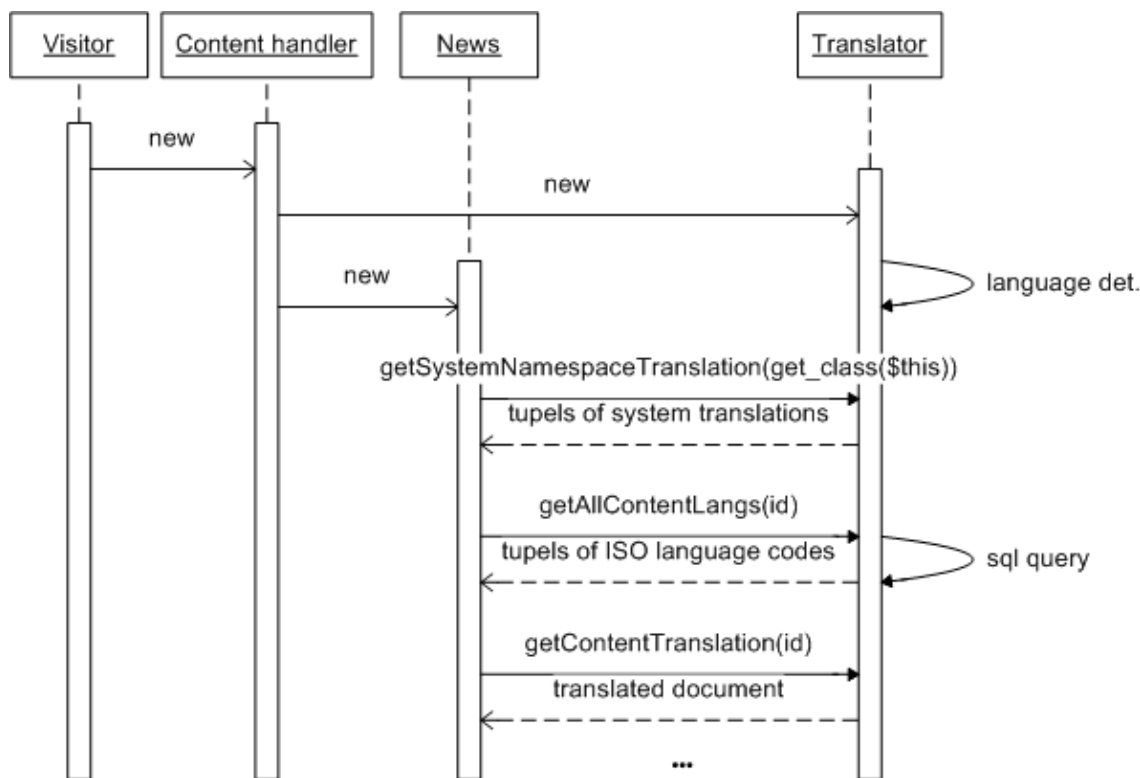 Visitor
Content handler
News
Translator
new
new
new
language det.
getSystemNamespaceTranslation(get_class($this))
tupels of system translations
getAllContentLangs(id)
tupels of ISO language codes
sql query
getContentTranslation(id)
translated document
...